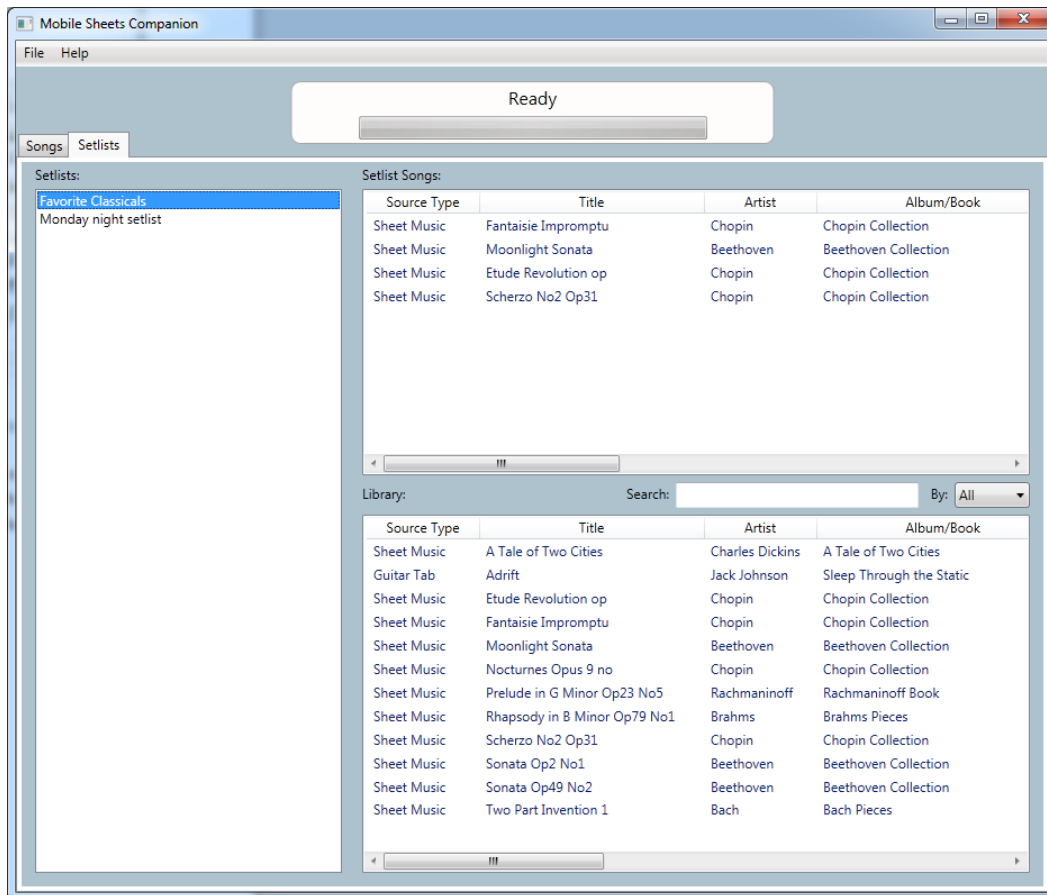 Mobile Sheets Companion
File Help
Ready
Songs Setlists
Setlists:
Favorite Classicals
Monday night setlist
Setlist Songs:
Source Type Title Artist Album/Book
Sheet Music Fantaisie Impromptu Chopin Chopin Collection
Sheet Music Moonlight Sonata Beethoven Beethoven Collection
Sheet Music Etude Revolution op Chopin Chopin Collection
Sheet Music Scherzo No2 Op31 Chopin Chopin Collection
Library: Search: By: All
Source Type Title Artist Album/Book
Sheet Music A Tale of Two Cities Charles Dickins A Tale of Two Cities
Guitar Tab Adrift Jack Johnson Sleep Through the Static
Sheet Music Etude Revolution op Chopin Chopin Collection
Sheet Music Fantaisie Impromptu Chopin Chopin Collection
Sheet Music Moonlight Sonata Beethoven Beethoven Collection
Sheet Music Nocturnes Opus 9 no Chopin Chopin Collection
Sheet Music Prelude in G Minor Op23 No5 Rachmaninoff Rachmaninoff Book
Sheet Music Rhapsody in B Minor Op79 No1 Brahms Brahms Pieces
Sheet Music Scherzo No2 Op31 Chopin Chopin Collection
Sheet Music Sonata Op2 No1 Beethoven Beethoven Collection
Sheet Music Sonata Op49 No2 Beethoven Beethoven Collection
Sheet Music Two Part Invention 1 Bach Bach Pieces